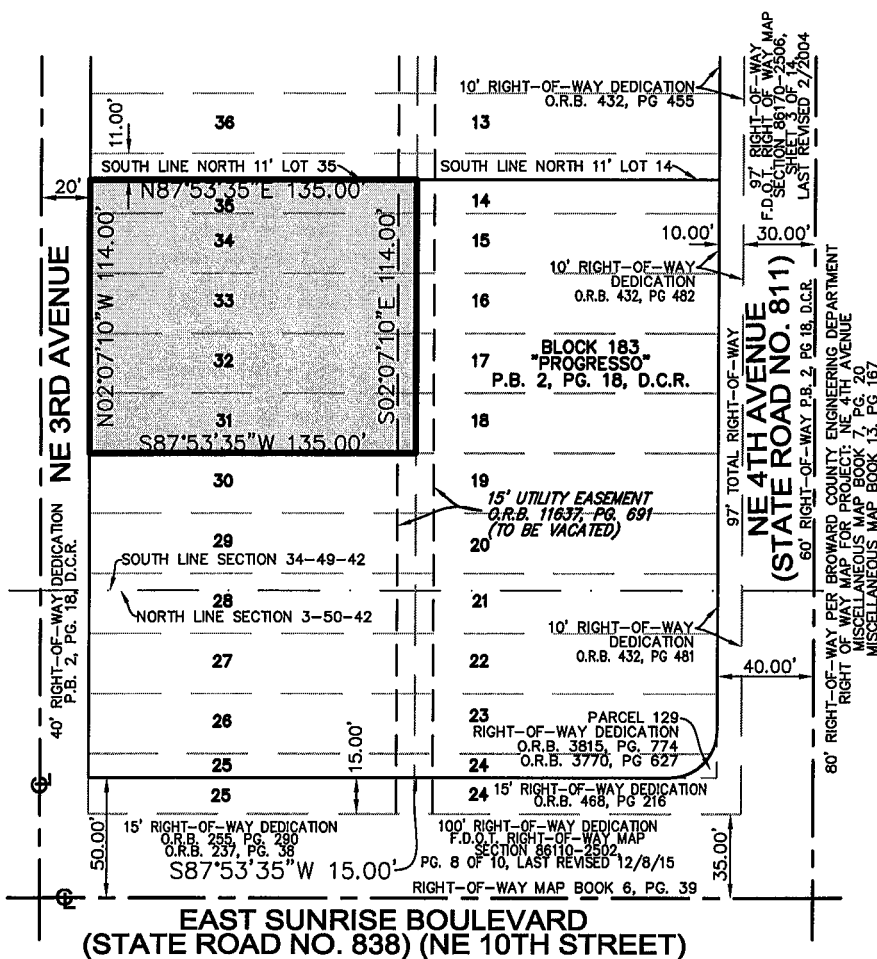 10' RIGHT-OF-WAY DEDICATION
O.R.B. 432, PG 455
97' RIGHT-OF-WAY
F.D.O.T. RIGHT OF WAY MAP
SECTION 86170-2506,
SHEET 3 OF 14
LAST REVISED 2/2004
11.00'
36
13
SOUTH LINE NORTH 11' LOT 35
SOUTH LINE NORTH 11' LOT 14
20'
N87°53'35"E 135.00'
35
14
34
15
10.00'
30.00'
10' RIGHT-OF-WAY
DEDICATION
O.R.B. 432, PG 482
N02°07'10"W 114.00'
S02°07'10"E 114.00'
NE 3RD AVENUE
33
16
BLOCK 183
"PROGRESSO"
P.B. 2, PG. 18, D.C.R.
32
17
31
18
S87°53'35"W 135.00'
97' TOTAL RIGHT-OF-WAY
NE 4TH AVENUE
(STATE ROAD NO. 811)
60' RIGHT-OF-WAY P.B. 2, PG 18, D.C.R.
80' RIGHT-OF-WAY PER BROWARD COUNTY ENGINEERING DEPARTMENT
RIGHT OF WAY MAP FOR PROJECT: NE 4TH AVENUE
MISCELLANEOUS MAP BOOK 7, PG. 20
MISCELLANEOUS MAP BOOK 13, PG 167
30
19
15' UTILITY EASEMENT
O.R.B. 11637, PG. 691
(TO BE VACATED)
29
20
SOUTH LINE SECTION 34-49-42
28
21
NORTH LINE SECTION 3-50-42
40' RIGHT-OF-WAY DEDICATION
P.B. 2, PG. 18, D.C.R.
10' RIGHT-OF-WAY
DEDICATION
O.R.B. 432, PG 481
27
22
40.00'
26
23
PARCEL 129
RIGHT-OF-WAY DEDICATION
O.R.B. 3815, PG. 774
O.R.B. 3770, PG 627
25
24
15.00'
25
24
15' RIGHT-OF-WAY DEDICATION
O.R.B. 468, PG 216
50.00'
15' RIGHT-OF-WAY DEDICATION
O.R.B. 255, PG. 290
O.R.B. 237, PG. 38
S87°53'35"W 15.00'
100' RIGHT-OF-WAY DEDICATION
F.D.O.T. RIGHT-OF-WAY MAP
SECTION 86110-2502,
PG. 8 OF 10, LAST REVISED 12/8/15
35.00'
RIGHT-OF-WAY MAP BOOK 6, PG. 39
EAST SUNRISE BOULEVARD
(STATE ROAD NO. 838) (NE 10TH STREET)